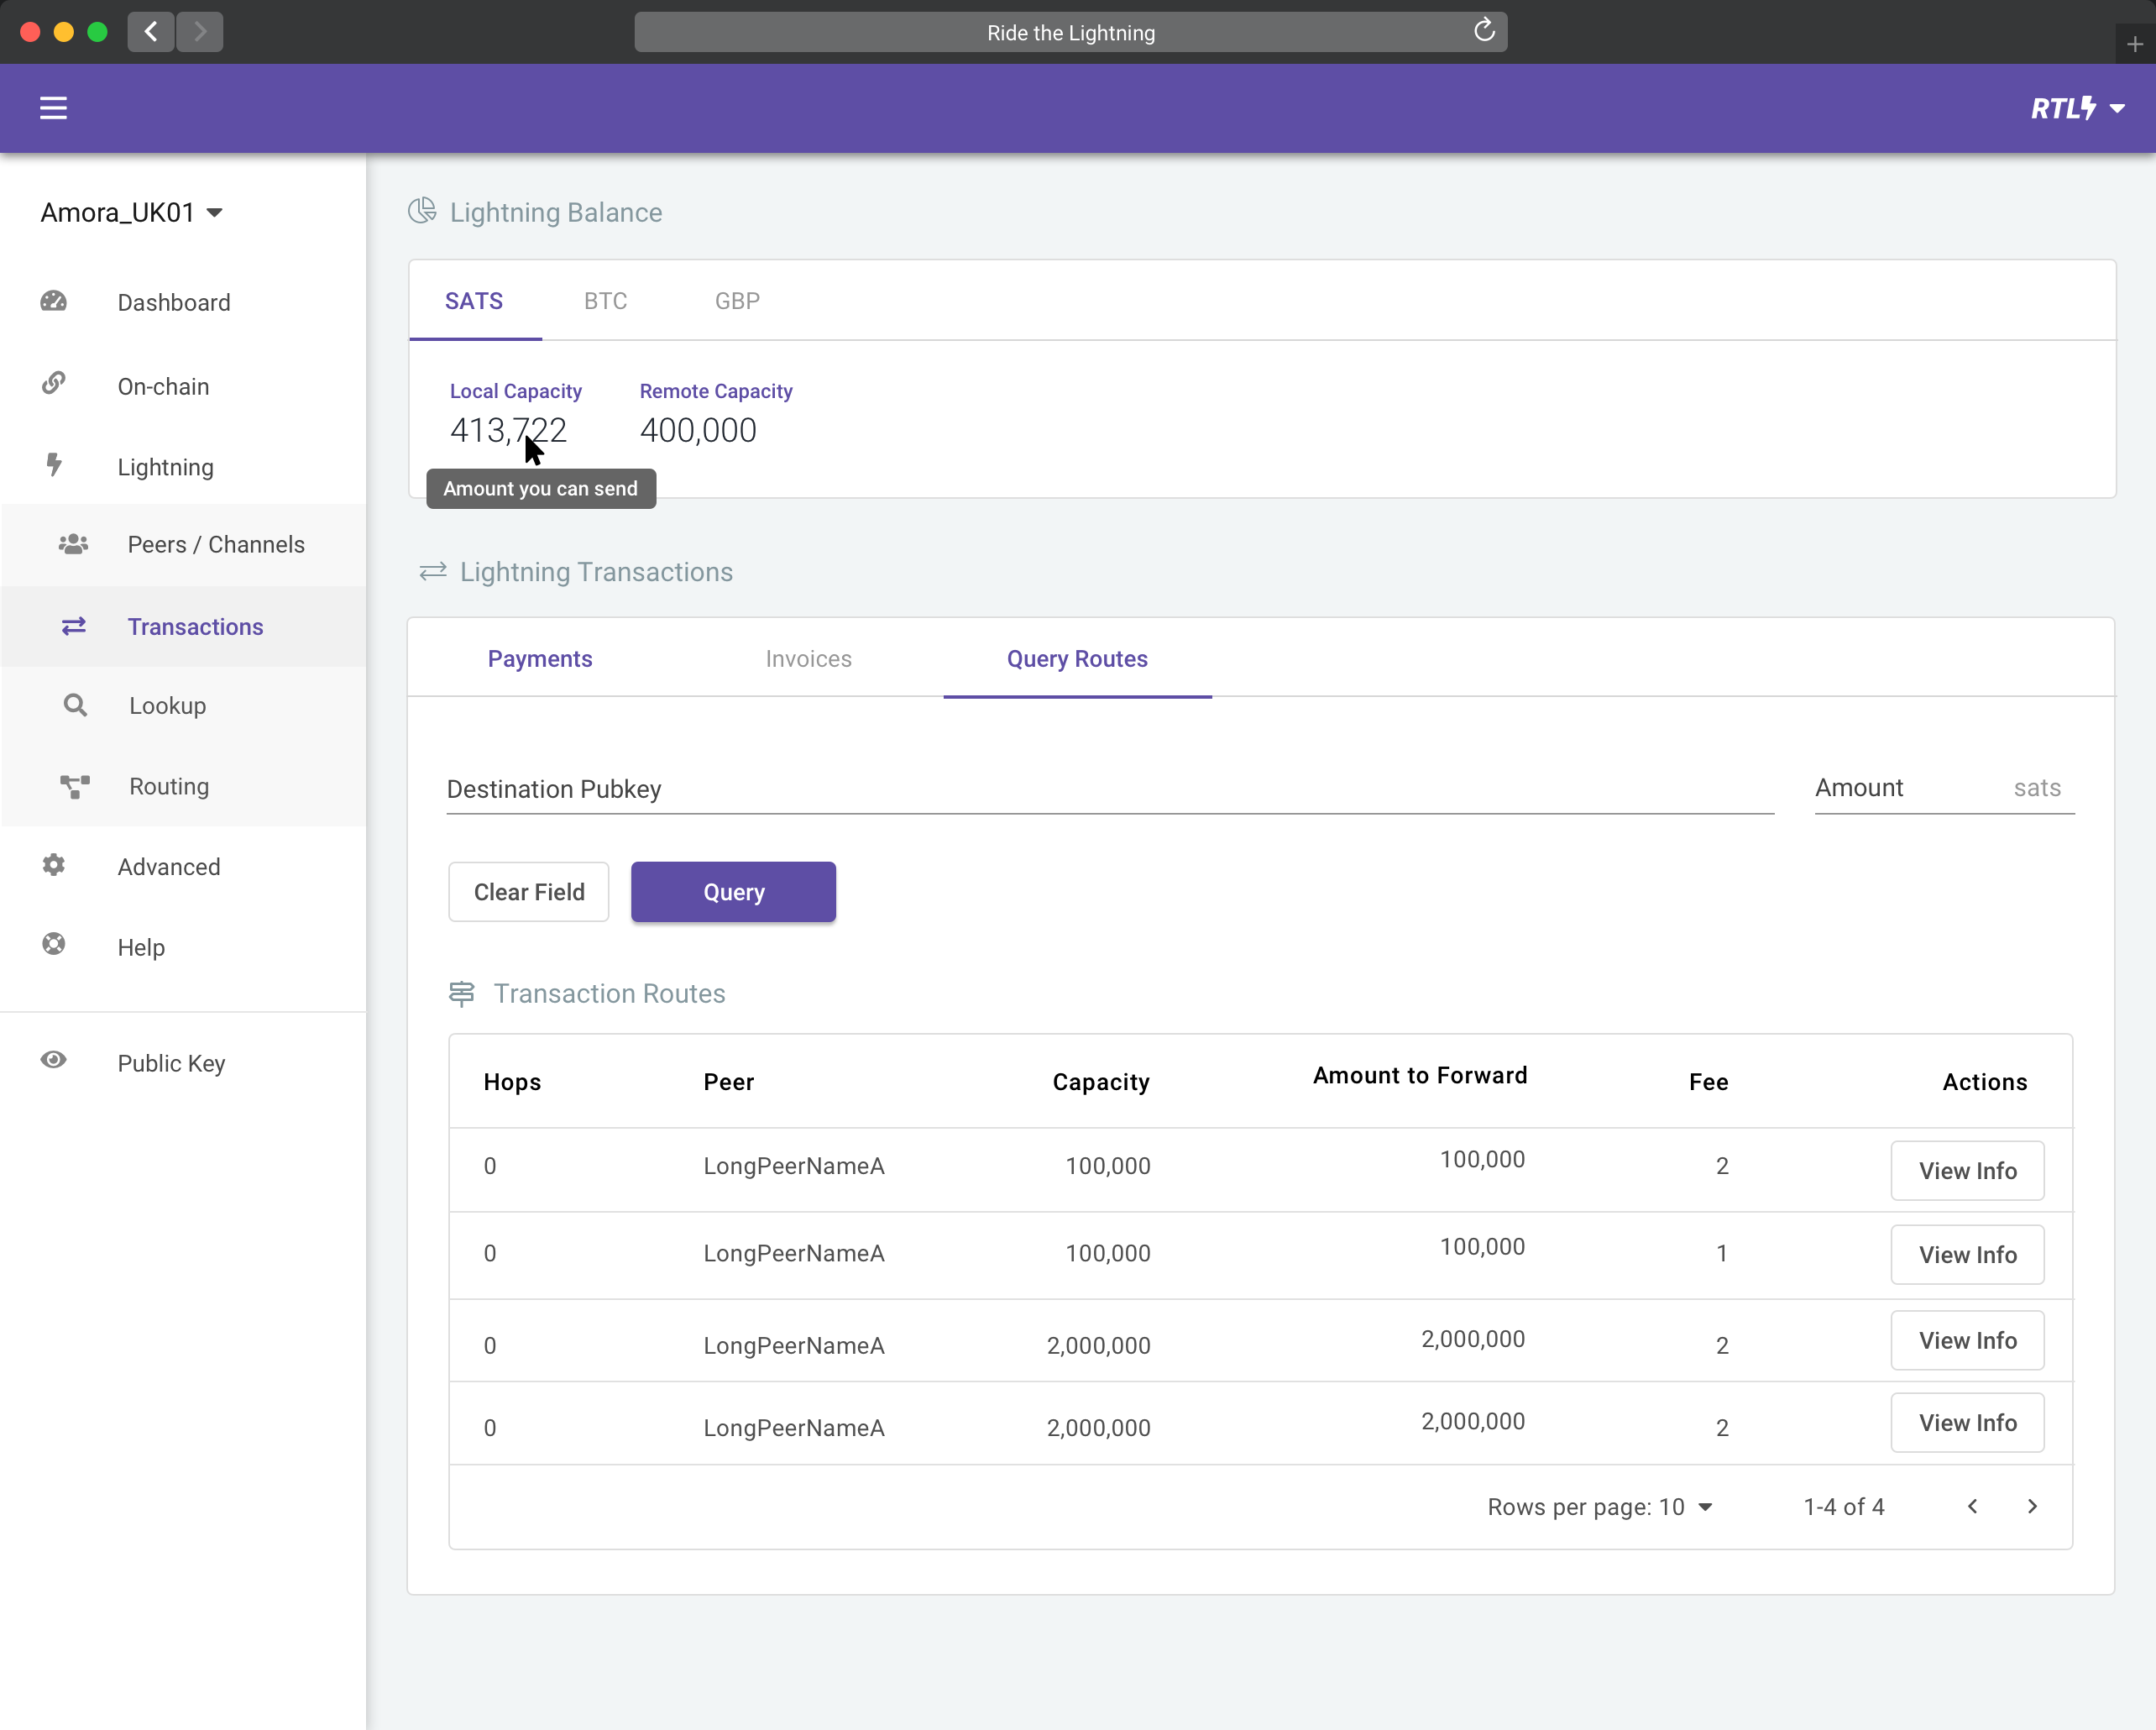 Ride the Lightning
RTL
Amora_UK01
Dashboard
On-chain
Lightning
Peers / Channels
Transactions
Lookup
Routing
Advanced
Help
Public Key
Lightning Balance
SATS BTC GBP
Local Capacity Remote Capacity
413,722 400,000
Amount you can send
Lightning Transactions
Payments Invoices Query Routes
Destination Pubkey Amount sats
Clear Field Query
Transaction Routes
Hops Peer Capacity Amount to Forward Fee Actions
0 LongPeerNameA 100,000 100,000 2 View Info
0 LongPeerNameA 100,000 100,000 1 View Info
0 LongPeerNameA 2,000,000 2,000,000 2 View Info
0 LongPeerNameA 2,000,000 2,000,000 2 View Info
Rows per page: 10 1-4 of 4